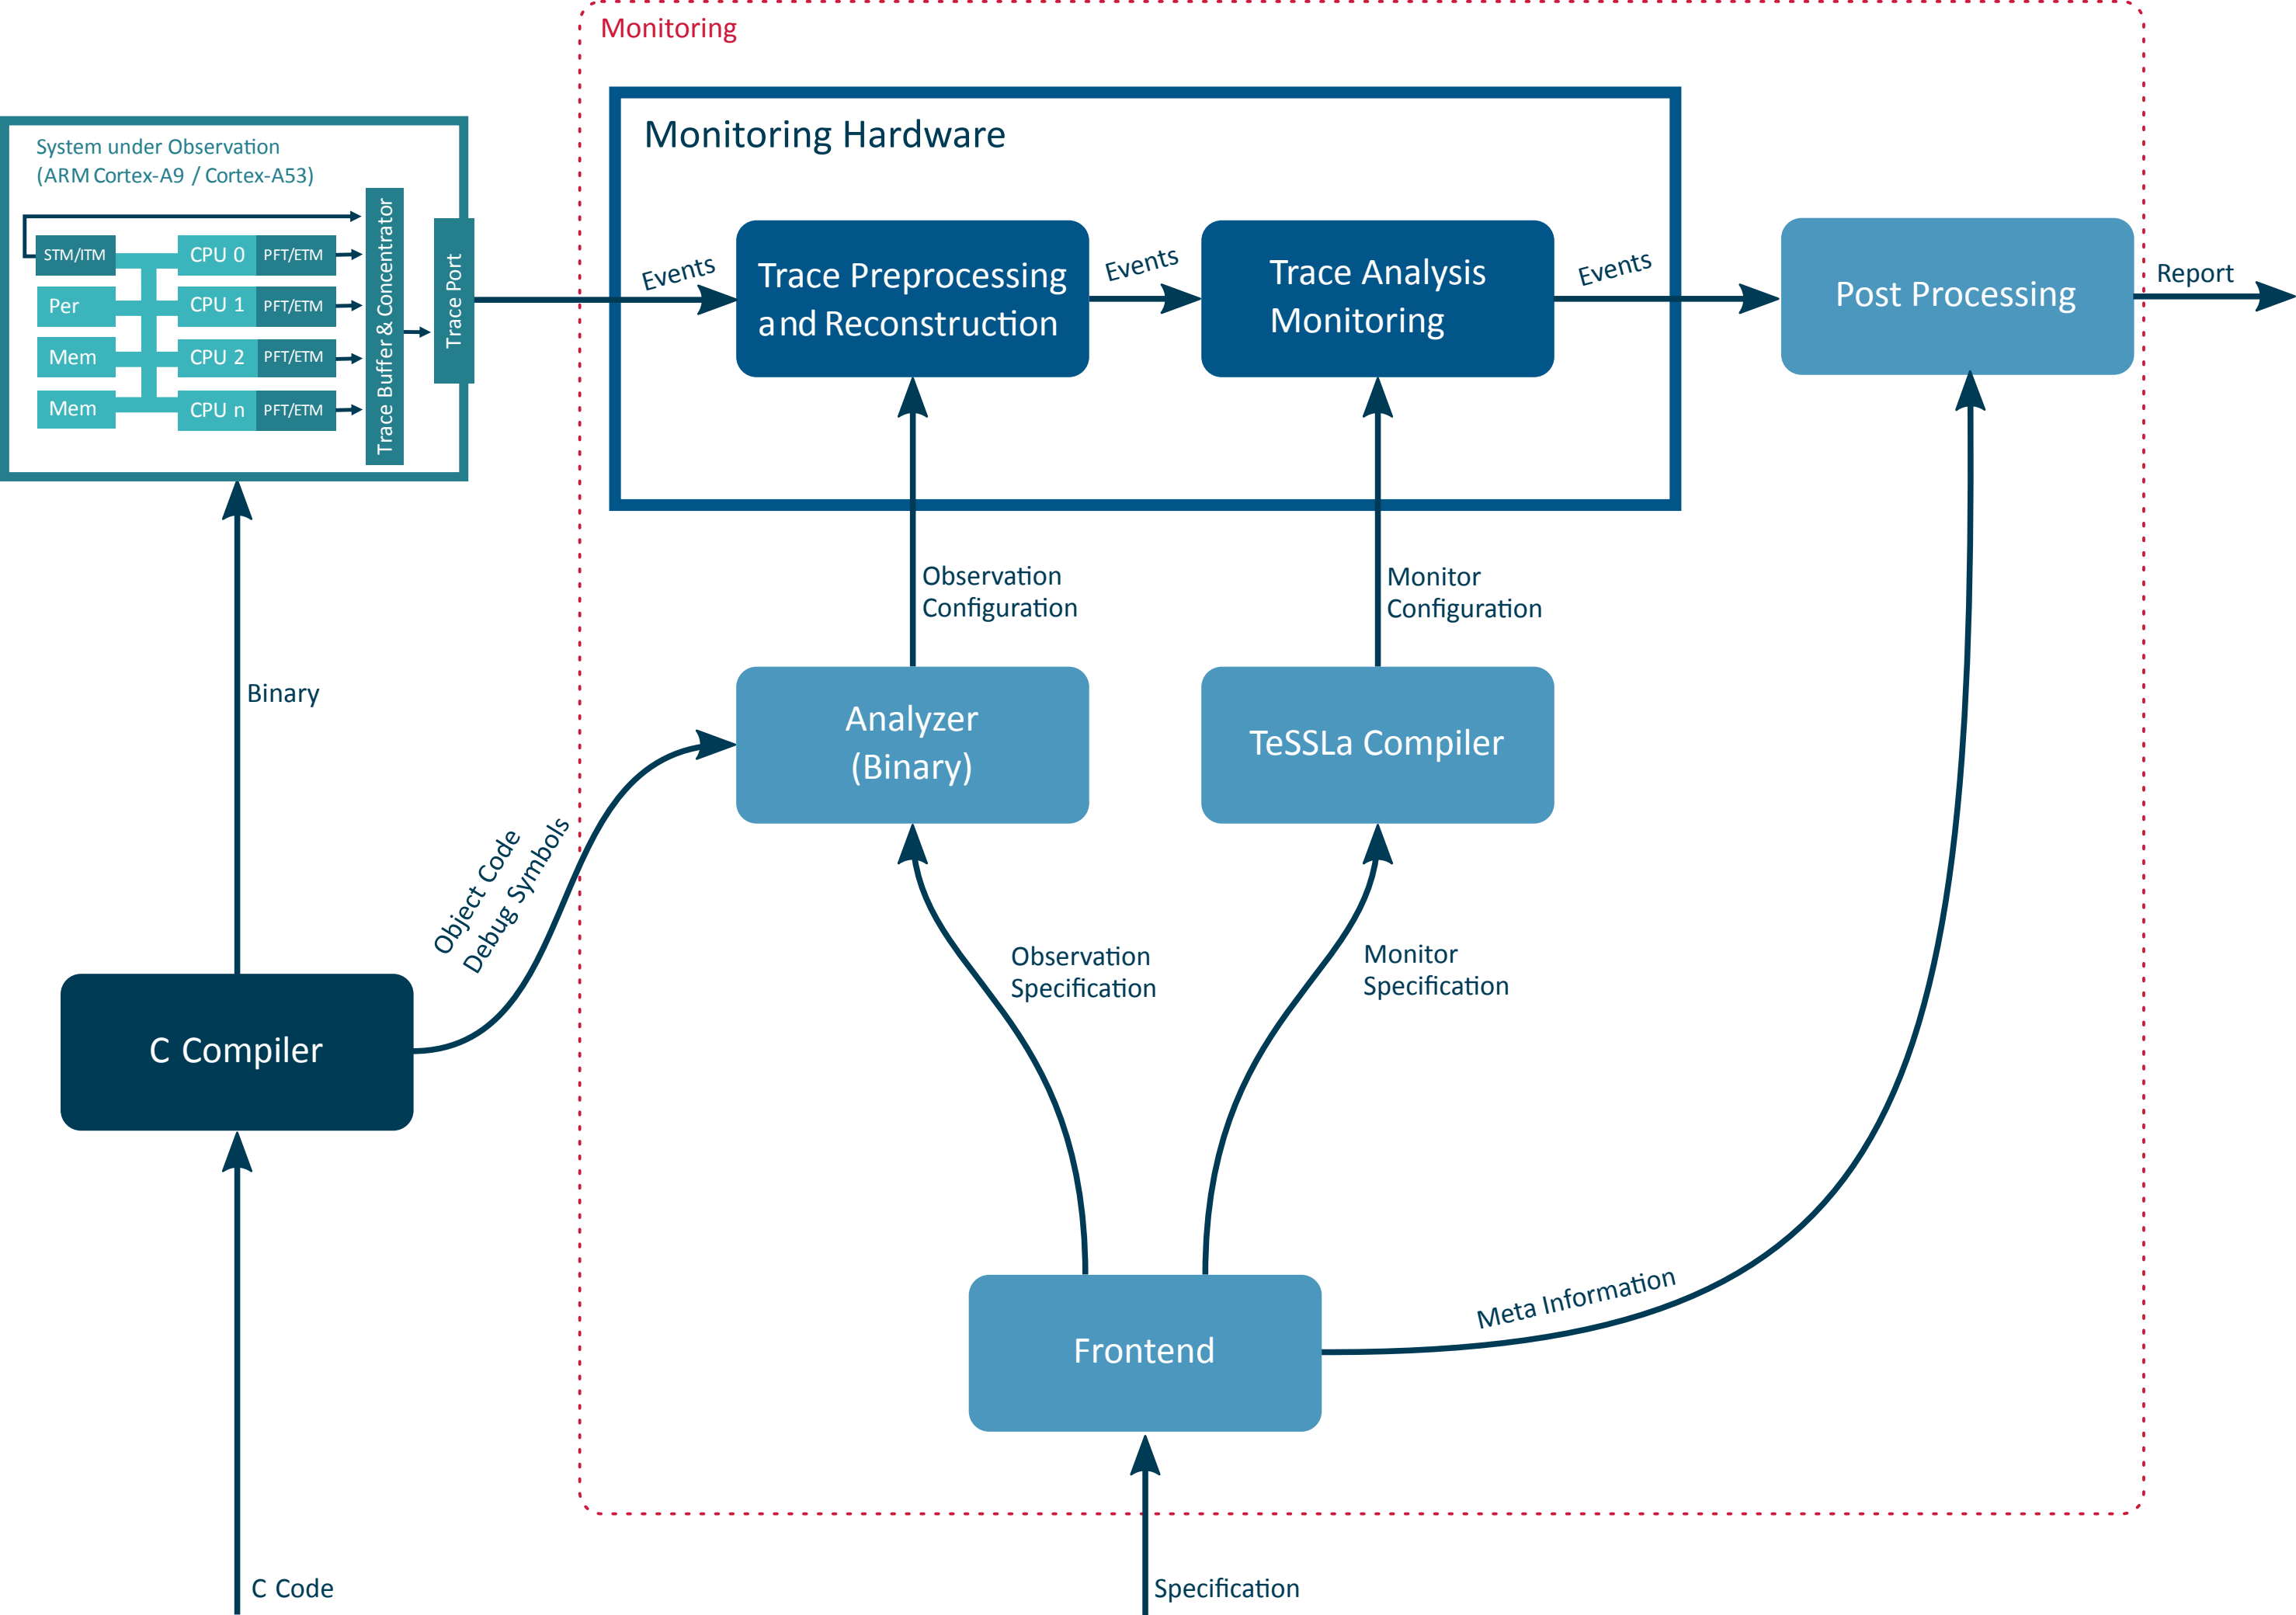 Monitoring
Monitoring Hardware
System under Observation
(ARM Cortex-A9 / Cortex-A53)
STM/ITM
CPU 0
PFT/ETM
Per
CPU 1
PFT/ETM
Mem
CPU 2
PFT/ETM
Mem
CPU n
PFT/ETM
Trace Buffer & Concentrator
Trace Port
Events
Trace Preprocessing
and Reconstruction
Events
Trace Analysis
Monitoring
Events
Post Processing
Report
Observation
Configuration
Monitor
Configuration
Binary
Analyzer
(Binary)
TeSSLa Compiler
Object Code
Debug Symbols
Observation
Specification
Monitor
Specification
C Compiler
Meta Information
Frontend
C Code
Specification